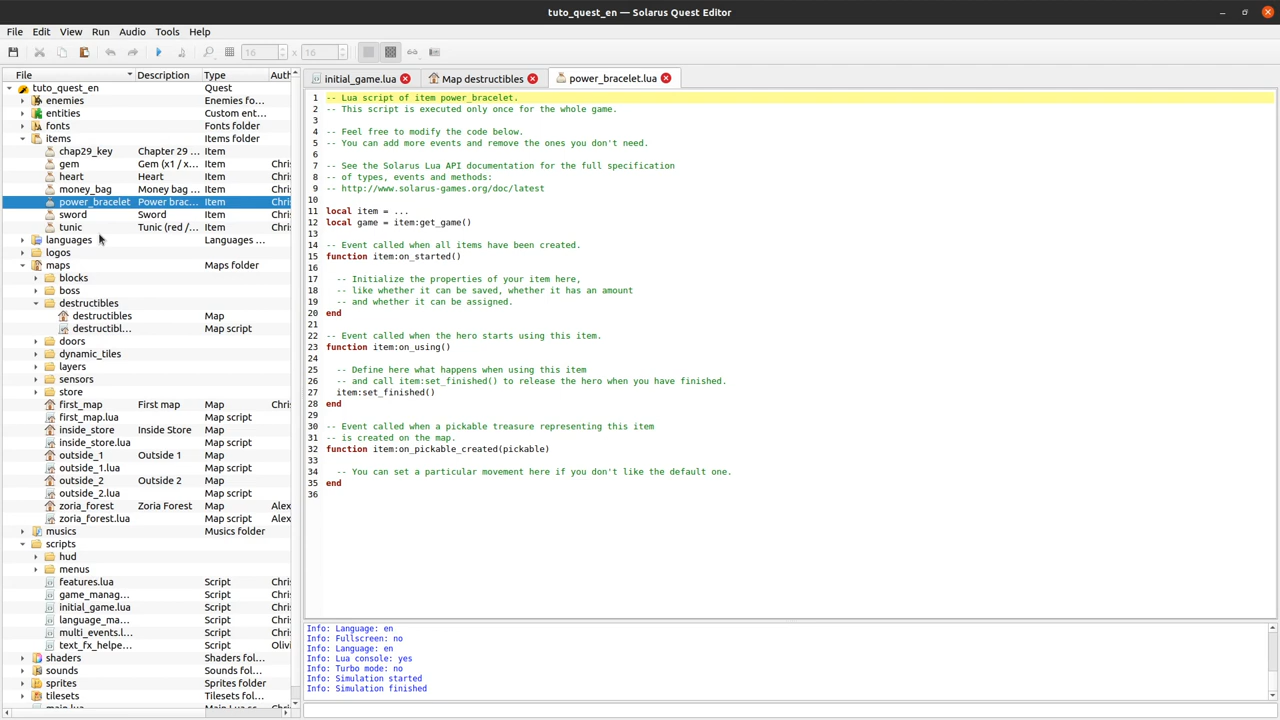 tuto_quest_en — Solarus Quest Editor
File Edit View Run Audio Tools Help
16 x 16
File Description Type Auth
tuto_quest_en Quest
enemies Enemies fo...
entities Custom ent...
fonts Fonts folder
items Items folder
chap29_key Chapter 29 ... Item
gem Gem (x1 / x... Item Chris
heart Heart Item Chris
money_bag Money bag ... Item Chris
power_bracelet Power brac... Item Chris
sword Sword Item Chris
tunic Tunic (red /... Item Chris
languages Languages ...
logos
maps Maps folder
blocks
boss
destructibles
destructibles Map
destructibl... Map script
doors
dynamic_tiles
layers
sensors
store
first_map First map Map Chris
first_map.lua Map script
inside_store Inside Store Map
inside_store.lua Map script
outside_1 Outside 1 Map
outside_1.lua Map script
outside_2 Outside 2 Map
outside_2.lua Map script
zoria_forest Zoria Forest Map Alex
zoria_forest.lua Map script Alex
musics Musics folder
scripts
hud
menus
features.lua Script Chris
game_manag... Script Chris
initial_game.lua Script Chris
language_ma... Script Chris
multi_events.l... Script Chris
text_fx_helpe... Script Olivi
shaders Shaders fol...
sounds Sounds fol...
sprites Sprites folder
tilesets Tilesets folder
initial_game.lua Map destructibles power_bracelet.lua
1 -- Lua script of item power_bracelet.
2 -- This script is executed only once for the whole game.
3
4 -- Feel free to modify the code below.
5 -- You can add more events and remove the ones you don't need.
6
7 -- See the Solarus Lua API documentation for the full specification
8 -- of types, events and methods:
9 -- http://www.solarus-games.org/doc/latest
10
11 local item = ...
12 local game = item:get_game()
13
14 -- Event called when all items have been created.
15 function item:on_started()
16
17 -- Initialize the properties of your item here,
18 -- like whether it can be saved, whether it has an amount
19 -- and whether it can be assigned.
20 end
21
22 -- Event called when the hero starts using this item.
23 function item:on_using()
24
25 -- Define here what happens when using this item
26 -- and call item:set_finished() to release the hero when you have finished.
27 item:set_finished()
28 end
29
30 -- Event called when a pickable treasure representing this item
31 -- is created on the map.
32 function item:on_pickable_created(pickable)
33
34 -- You can set a particular movement here if you don't like the default one.
35 end
36
Info: Language: en
Info: Fullscreen: no
Info: Language: en
Info: Lua console: yes
Info: Turbo mode: no
Info: Simulation started
Info: Simulation finished